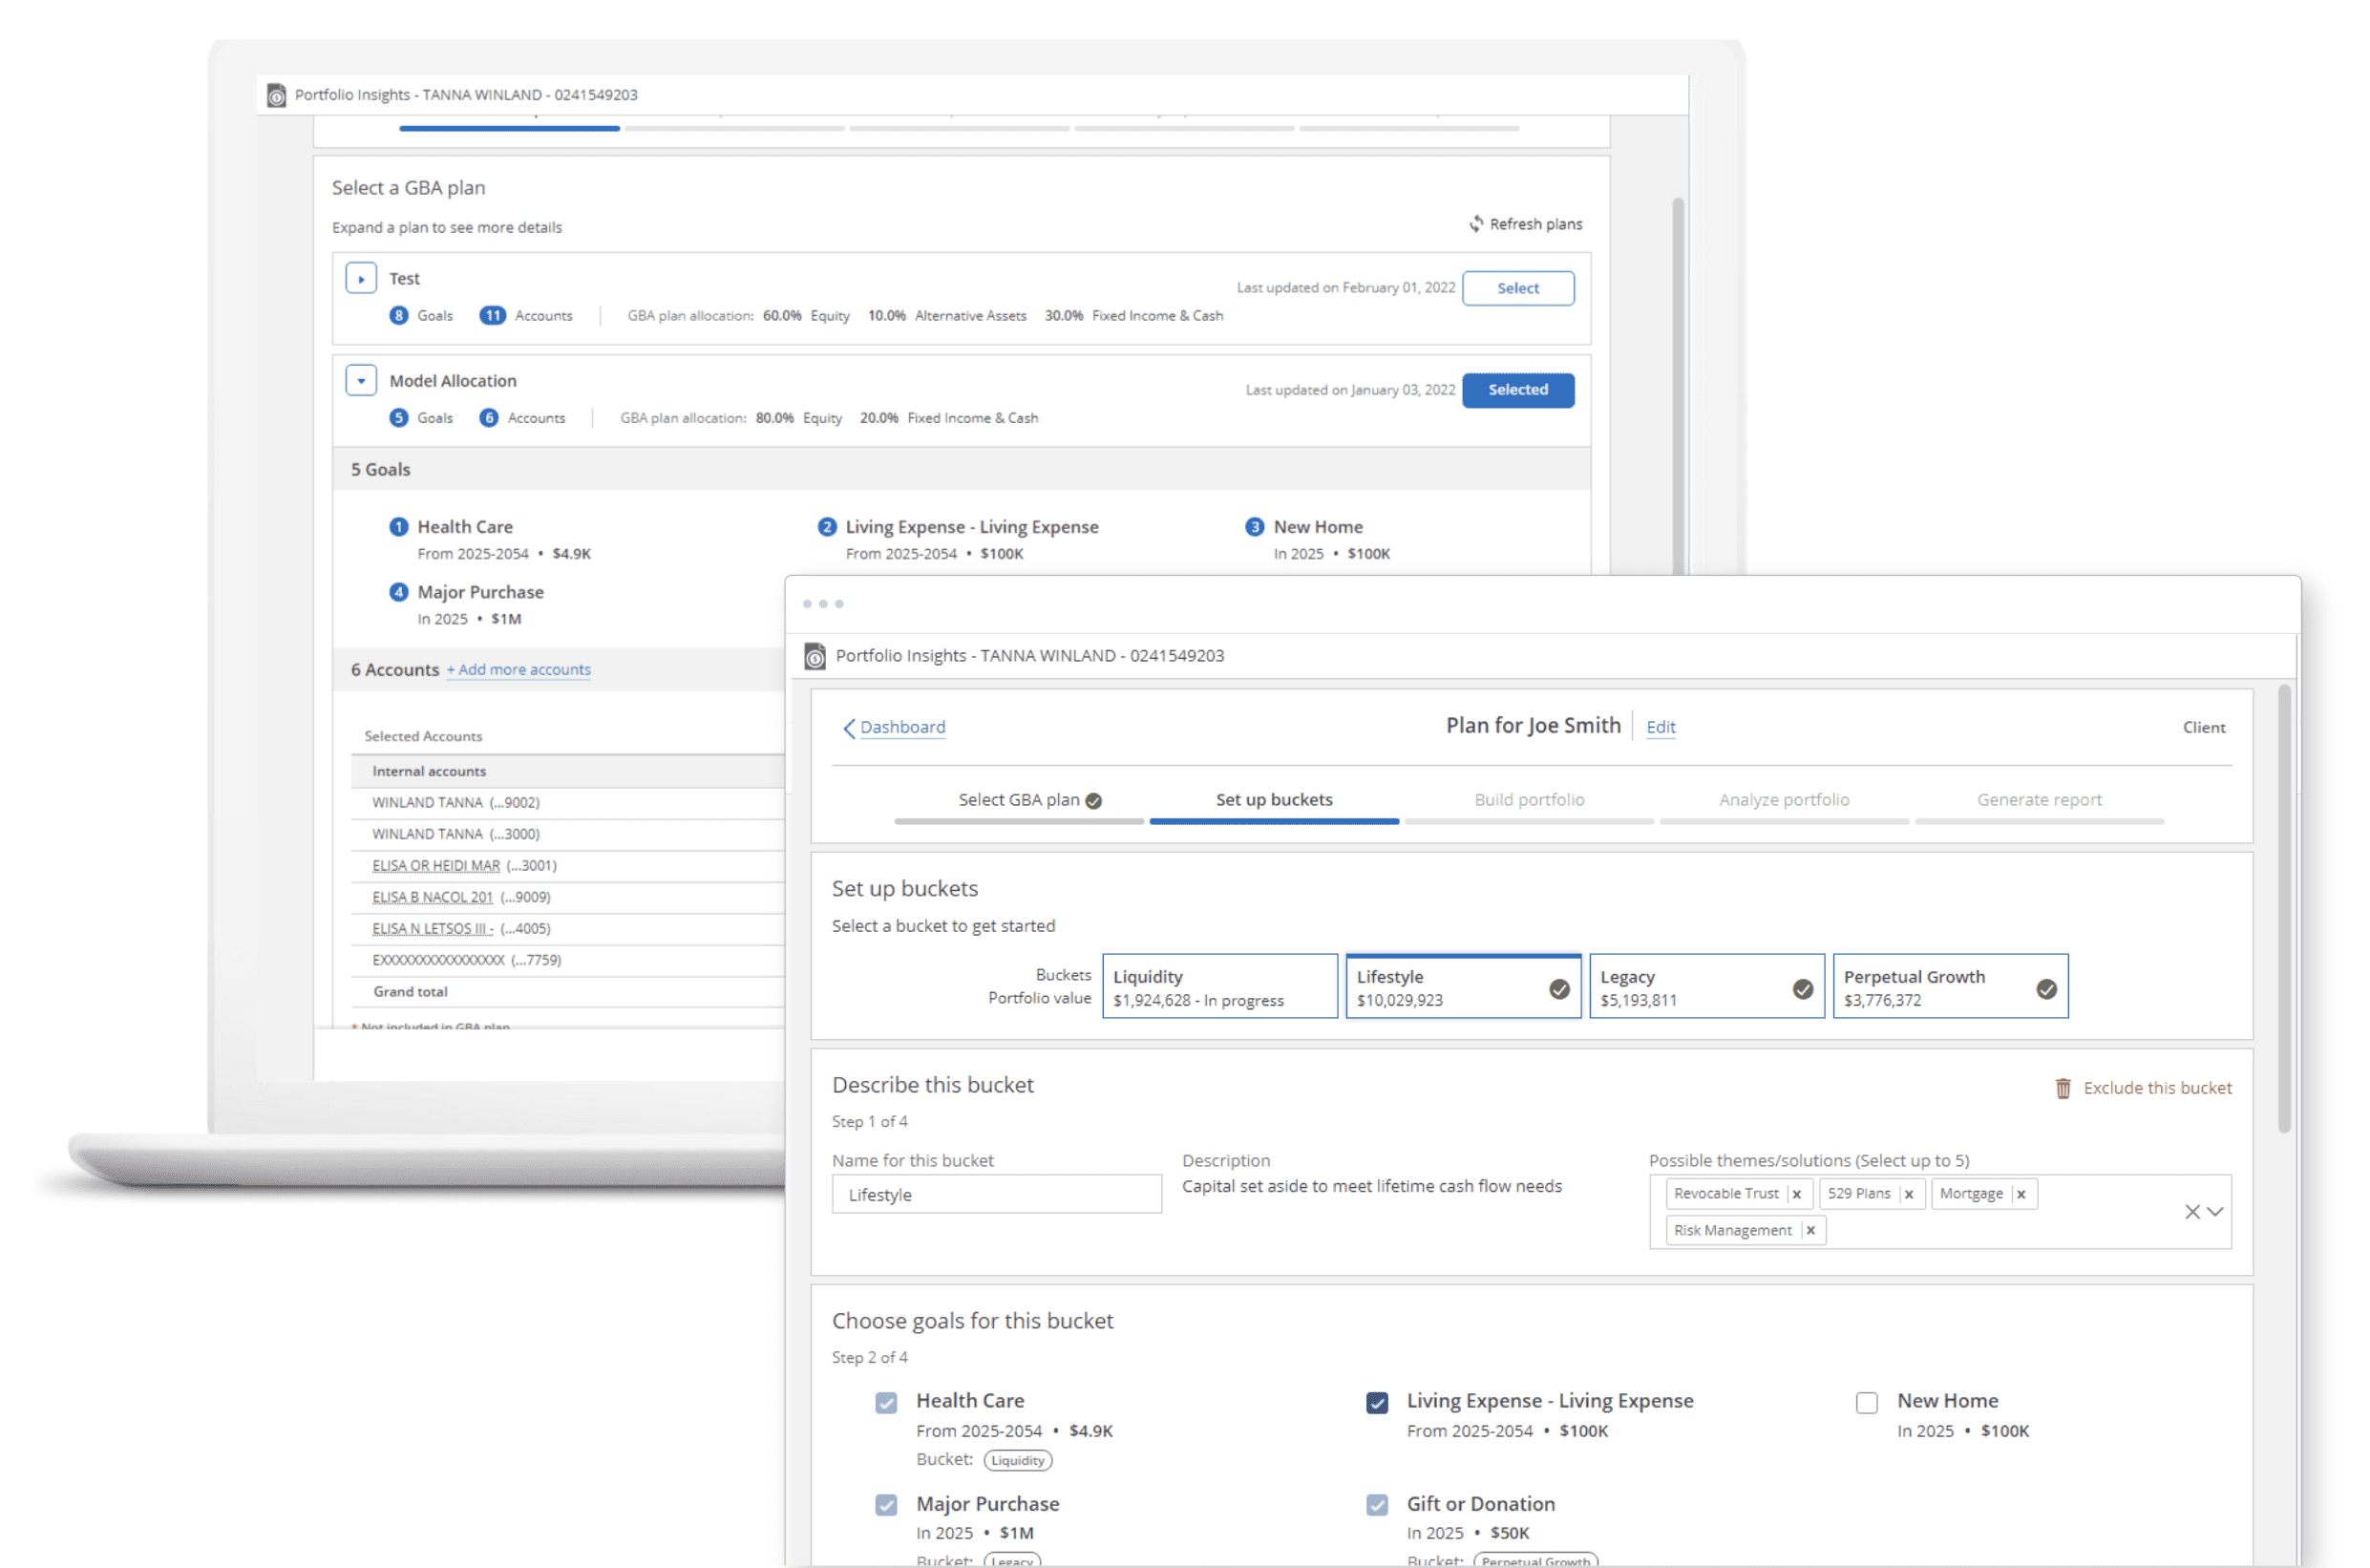 Portfolio Insights - TANNA WINLAND - 0241549203
Select a GBA plan
Expand a plan to see more details
Refresh plans
Test
Last updated on February 01, 2022
Select
8 Goals 11 Accounts GBA plan allocation: 60.0% Equity 10.0% Alternative Assets 30.0% Fixed Income & Cash
Model Allocation
Last updated on January 03, 2022
Selected
5 Goals 6 Accounts GBA plan allocation: 80.0% Equity 20.0% Fixed Income & Cash
5 Goals
1 Health Care
From 2025-2054 • $4.9K
2 Living Expense - Living Expense
From 2025-2054 • $100K
3 New Home
In 2025 • $100K
4 Major Purchase
In 2025 • $1M
6 Accounts + Add more accounts
Selected Accounts
Internal accounts
WINLAND TANNA (...9002)
WINLAND TANNA (...3000)
ELISA OR HEIDI MAR (...3001)
ELISA B NACOL 201 (...9009)
ELISA N LETSOS III - (...4005)
EXXXXXXXXXXXXXXXX (...7759)
Grand total
* Not included in GBA plan
Portfolio Insights - TANNA WINLAND - 0241549203
Dashboard
Plan for Joe Smith Edit
Client
Select GBA plan
Set up buckets
Build portfolio
Analyze portfolio
Generate report
Set up buckets
Select a bucket to get started
Buckets
Portfolio value
Liquidity
$1,924,628 - In progress
Lifestyle
$10,029,923
Legacy
$5,193,811
Perpetual Growth
$3,776,372
Describe this bucket
Exclude this bucket
Step 1 of 4
Name for this bucket
Lifestyle
Description
Capital set aside to meet lifetime cash flow needs
Possible themes/solutions (Select up to 5)
Revocable Trust x 529 Plans x Mortgage x
Risk Management x
Choose goals for this bucket
Step 2 of 4
Health Care
From 2025-2054 • $4.9K
Bucket: Liquidity
Living Expense - Living Expense
From 2025-2054 • $100K
New Home
In 2025 • $100K
Major Purchase
In 2025 • $1M
Bucket: Legacy
Gift or Donation
In 2025 • $50K
Bucket: Perpetual Growth